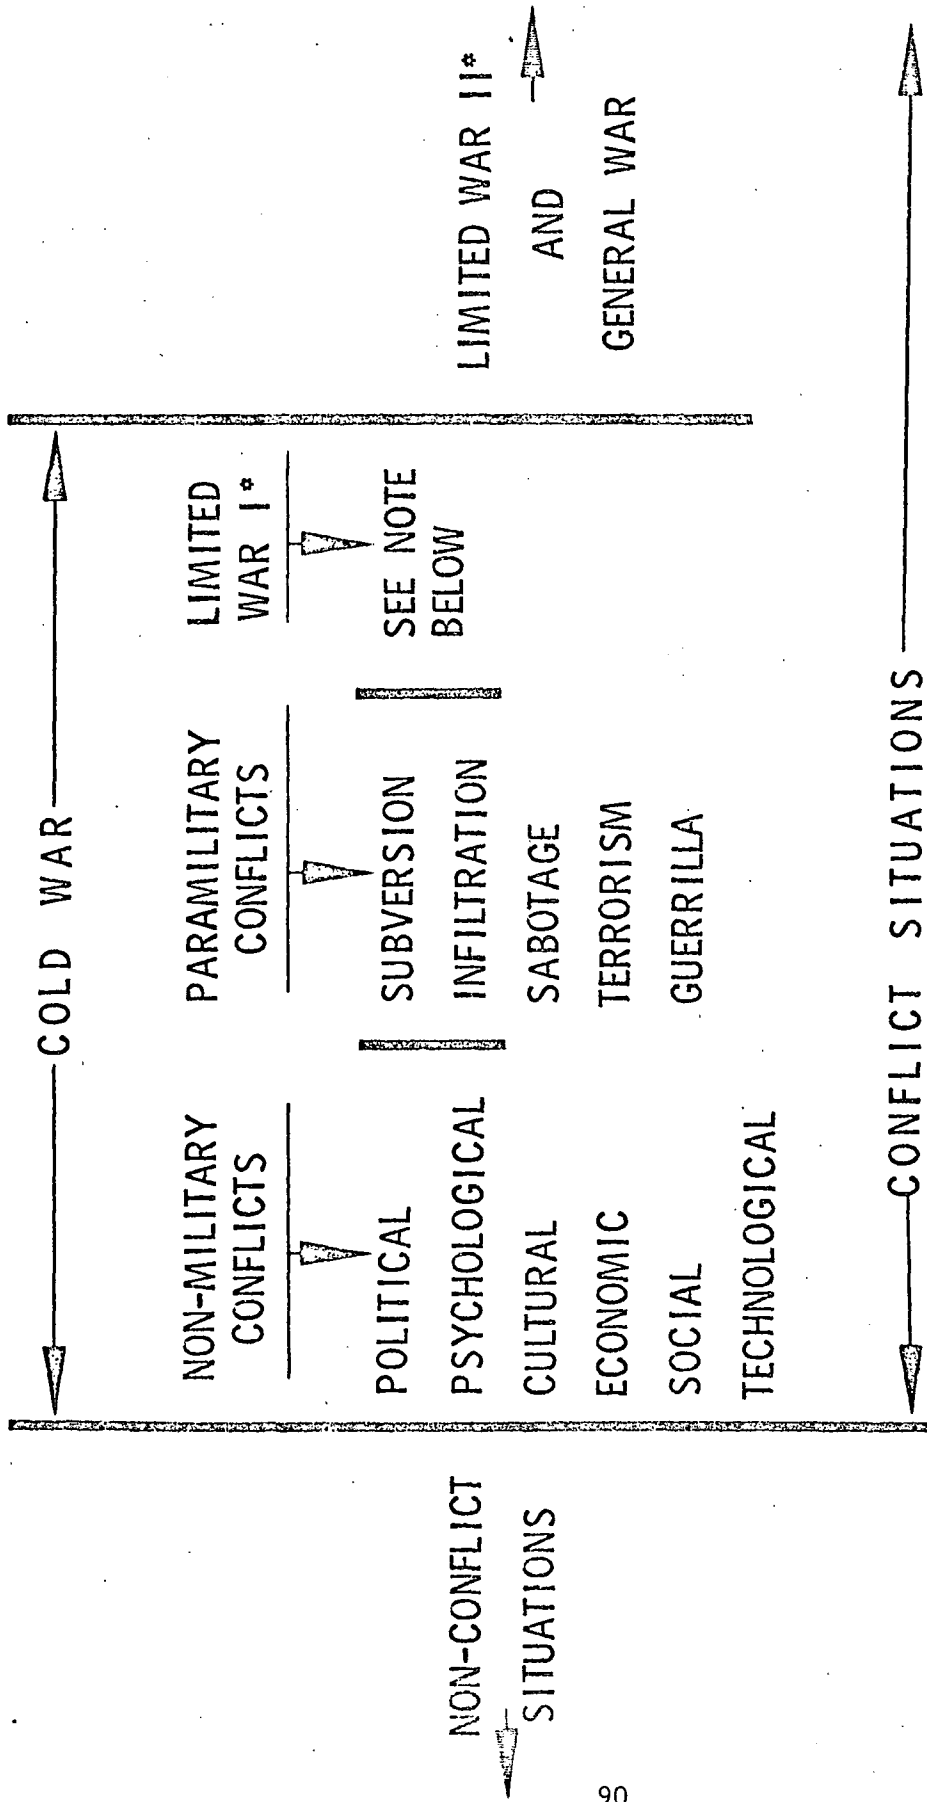 COLD WAR
NON-CONFLICT
SITUATIONS
NON-MILITARY
CONFLICTS
POLITICAL
PSYCHOLOGICAL
CULTURAL
ECONOMIC
SOCIAL
TECHNOLOGICAL
PARAMILITARY
CONFLICTS
SUBVERSION
INFILTRATION
SABOTAGE
TERRORISM
GUERRILLA
LIMITED
WAR I*
SEE NOTE
BELOW
LIMITED WAR II*
AND
GENERAL WAR
CONFLICT SITUATIONS
90